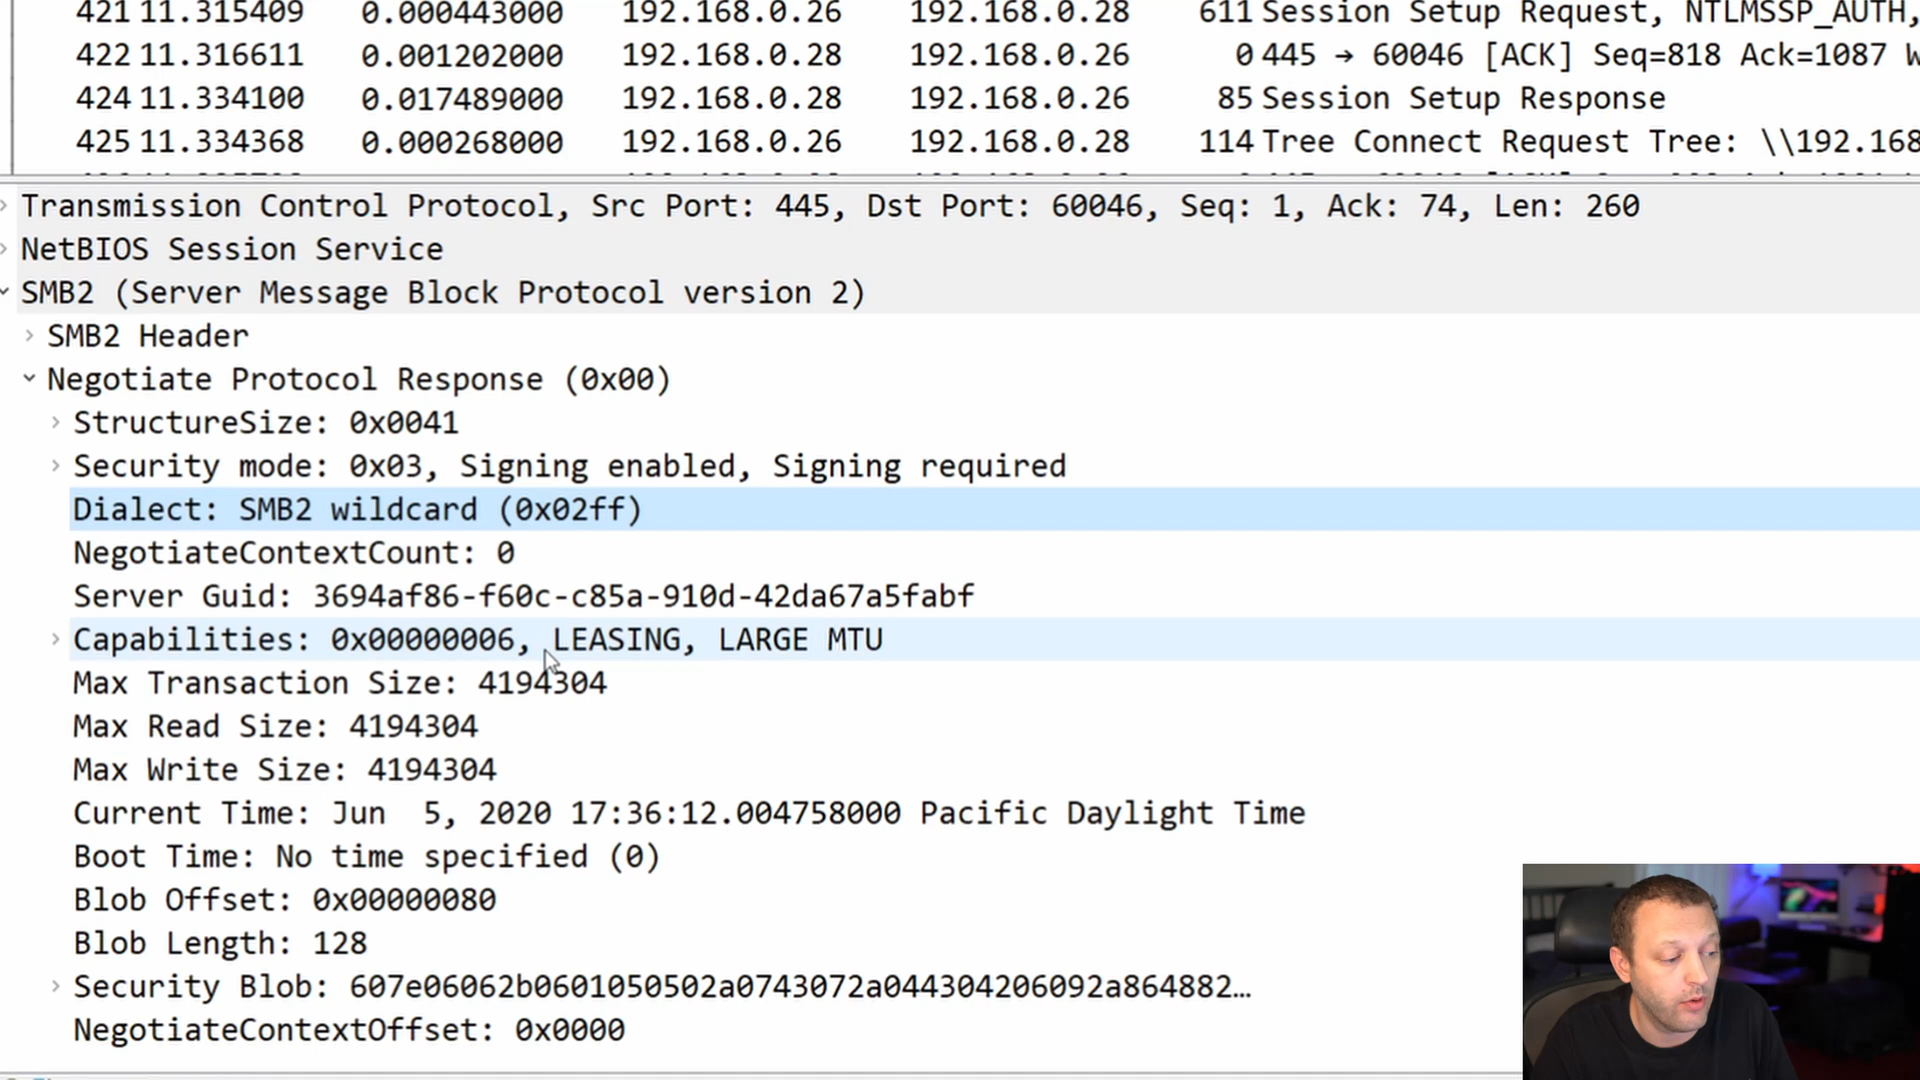 421 11.315409 0.000443000 192.168.0.26 192.168.0.28 611 Session Setup Request, NTLMSSP_AUTH,
422 11.316611 0.001202000 192.168.0.28 192.168.0.26 0 445 → 60046 [ACK] Seq=818 Ack=1087 W
424 11.334100 0.017489000 192.168.0.28 192.168.0.26 85 Session Setup Response
425 11.334368 0.000268000 192.168.0.26 192.168.0.28 114 Tree Connect Request Tree: \\192.168
Transmission Control Protocol, Src Port: 445, Dst Port: 60046, Seq: 1, Ack: 74, Len: 260
NetBIOS Session Service
SMB2 (Server Message Block Protocol version 2)
SMB2 Header
Negotiate Protocol Response (0x00)
StructureSize: 0x0041
Security mode: 0x03, Signing enabled, Signing required
Dialect: SMB2 wildcard (0x02ff)
NegotiateContextCount: 0
Server Guid: 3694af86-f60c-c85a-910d-42da67a5fabf
Capabilities: 0x00000006, LEASING, LARGE MTU
Max Transaction Size: 4194304
Max Read Size: 4194304
Max Write Size: 4194304
Current Time: Jun  5, 2020 17:36:12.004758000 Pacific Daylight Time
Boot Time: No time specified (0)
Blob Offset: 0x00000080
Blob Length: 128
Security Blob: 607e06062b0601050502a0743072a044304206092a864882…
NegotiateContextOffset: 0x0000